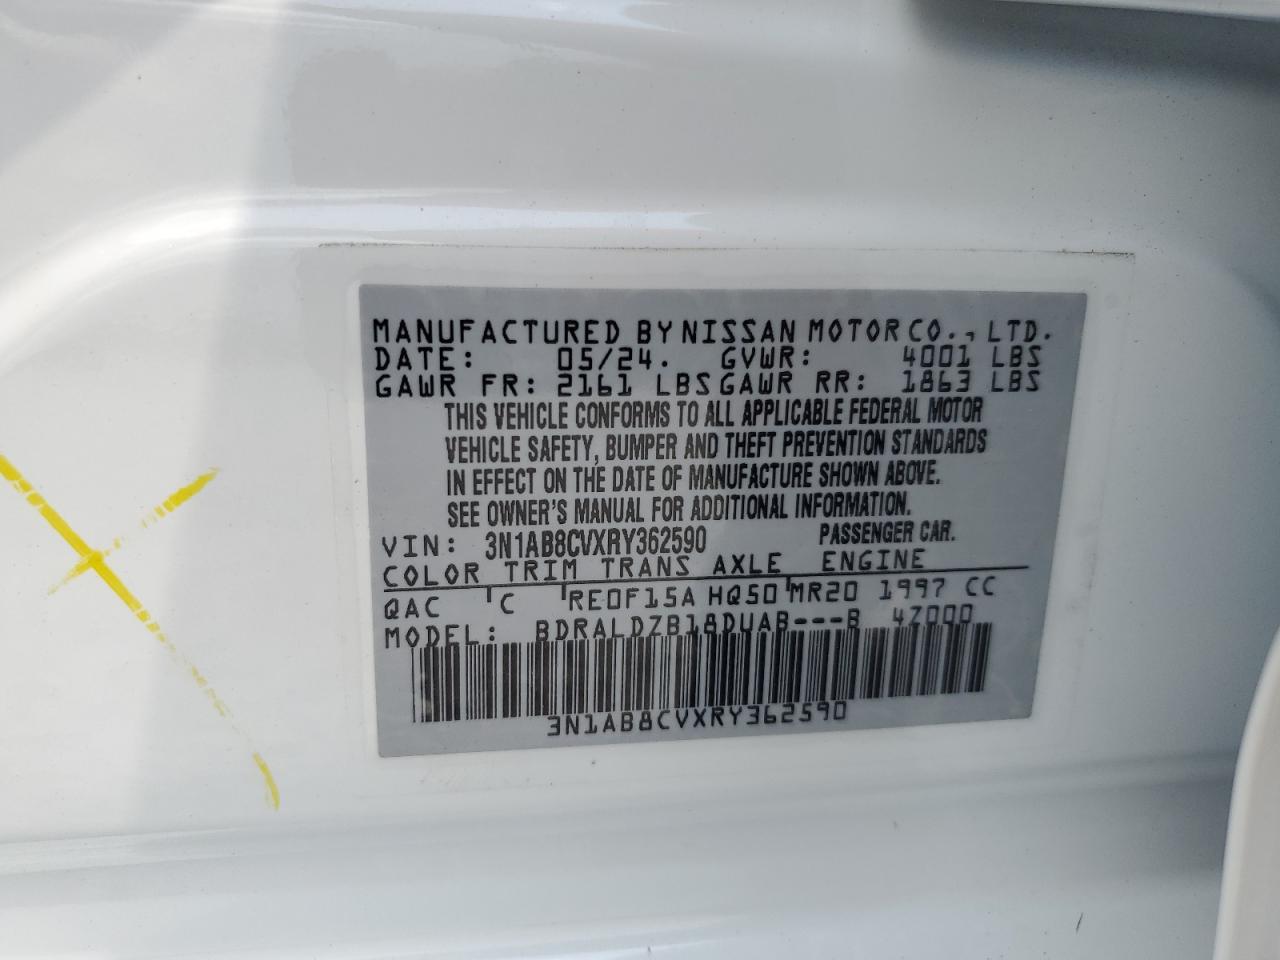 MANUFACTURED BY NISSAN MOTOR CO., LTD.
DATE: 05/24. GVWR: 4001 LBS
GAWR FR: 2161 LBS GAWR RR: 1863 LBS
THIS VEHICLE CONFORMS TO ALL APPLICABLE FEDERAL MOTOR
VEHICLE SAFETY, BUMPER AND THEFT PREVENTION STANDARDS
IN EFFECT ON THE DATE OF MANUFACTURE SHOWN ABOVE.
SEE OWNER'S MANUAL FOR ADDITIONAL INFORMATION.
VIN: 3N1AB8CVXRY362590 PASSENGER CAR.
COLOR TRIM TRANS AXLE ENGINE
QAC C RE0F15A HQ50 MR20 1997 CC
MODEL: BDRALDZB18DUAB---B 4Z000
3N1AB8CVXRY362590